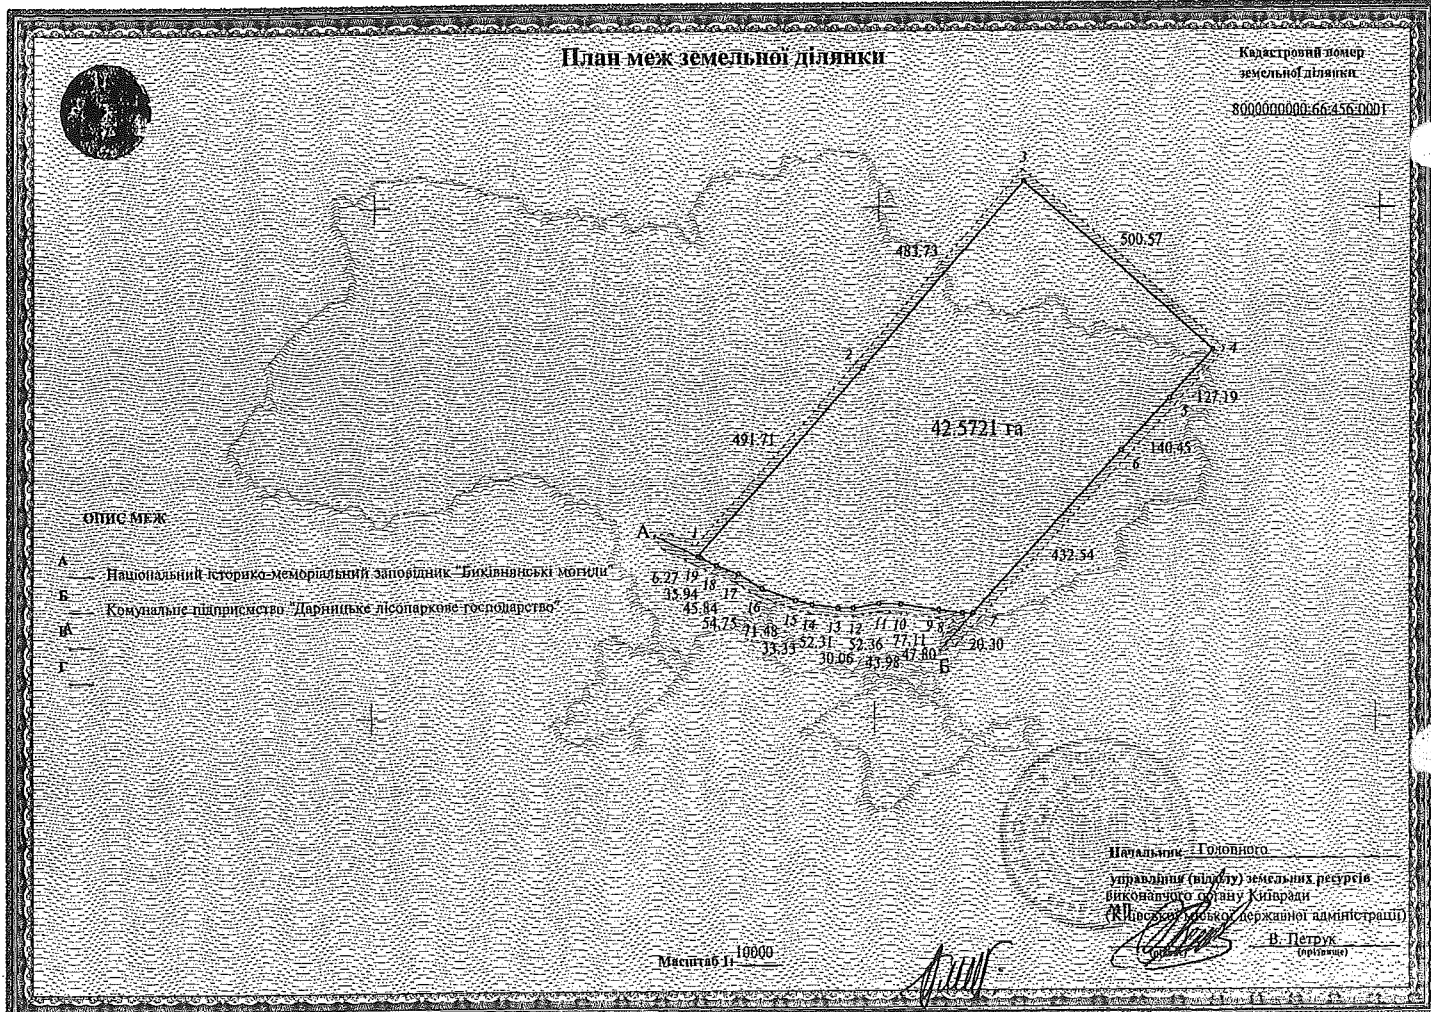 План меж земельної ділянки
Кадастровий номер
земельної ділянки
8000000000:66:456:0001
3
483.73
500.57
2
4
127.19
5
42.5721 га
491.71
140.45
6
ОПИС МЕЖ
А
1
432.54
А
Національний історико-меморіальний заповідник "Биківнянські могили"
6.27 19
35.94 18
45.84 17
Б
Комунальне підприємство "Дарницьке лісопаркове господарство"
54.75 16
71.48 15 14 13 12 11 10 9 8 7
33.33 52.31 52.36 77.11 20.30
30.06 43.98 47.80
Б
В
Г
Начальник Головного
управління (відділу) земельних ресурсів
виконавчого органу Київради
М.П.
(Київської міської державної адміністрації)
В. Петрук
(підпис) (прізвище)
Масштаб 1: 10000